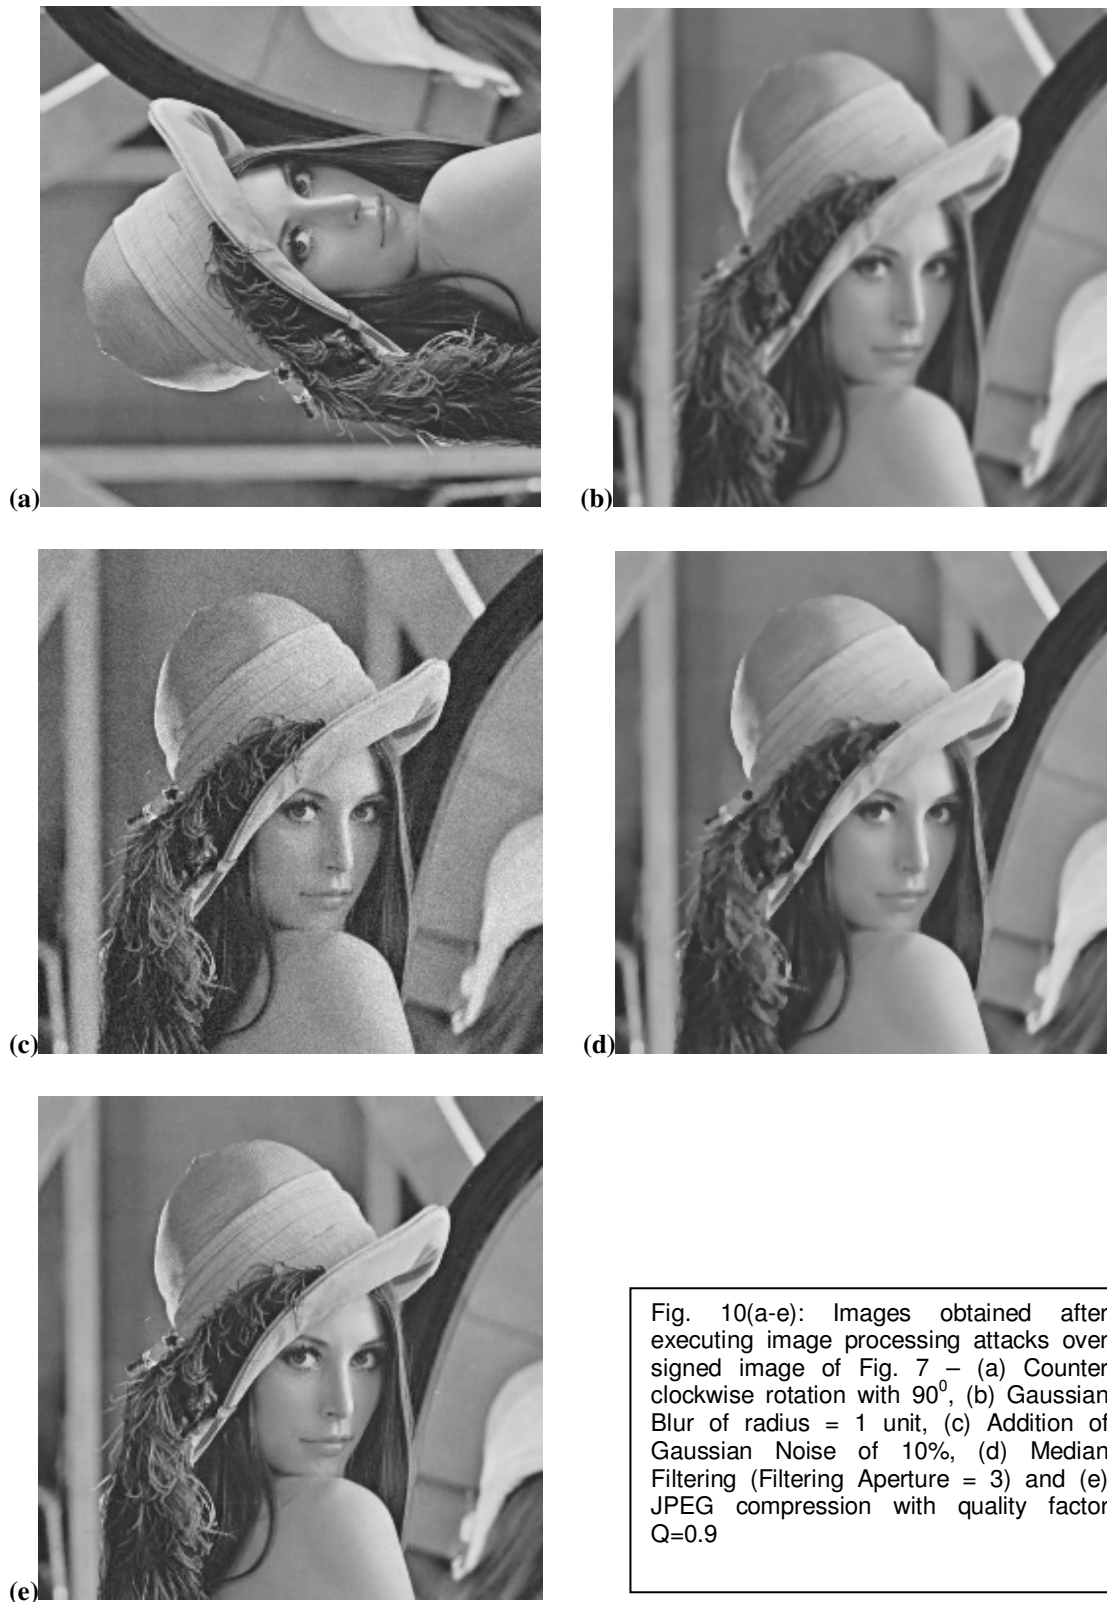 (a)
(b)
(c)
(d)
(e)
Fig. 10(a-e): Images obtained after
executing image processing attacks over
signed image of Fig. 7 – (a) Counter
clockwise rotation with 90⁰, (b) Gaussian
Blur of radius = 1 unit, (c) Addition of
Gaussian Noise of 10%, (d) Median
Filtering (Filtering Aperture = 3) and (e)
JPEG compression with quality factor
Q=0.9